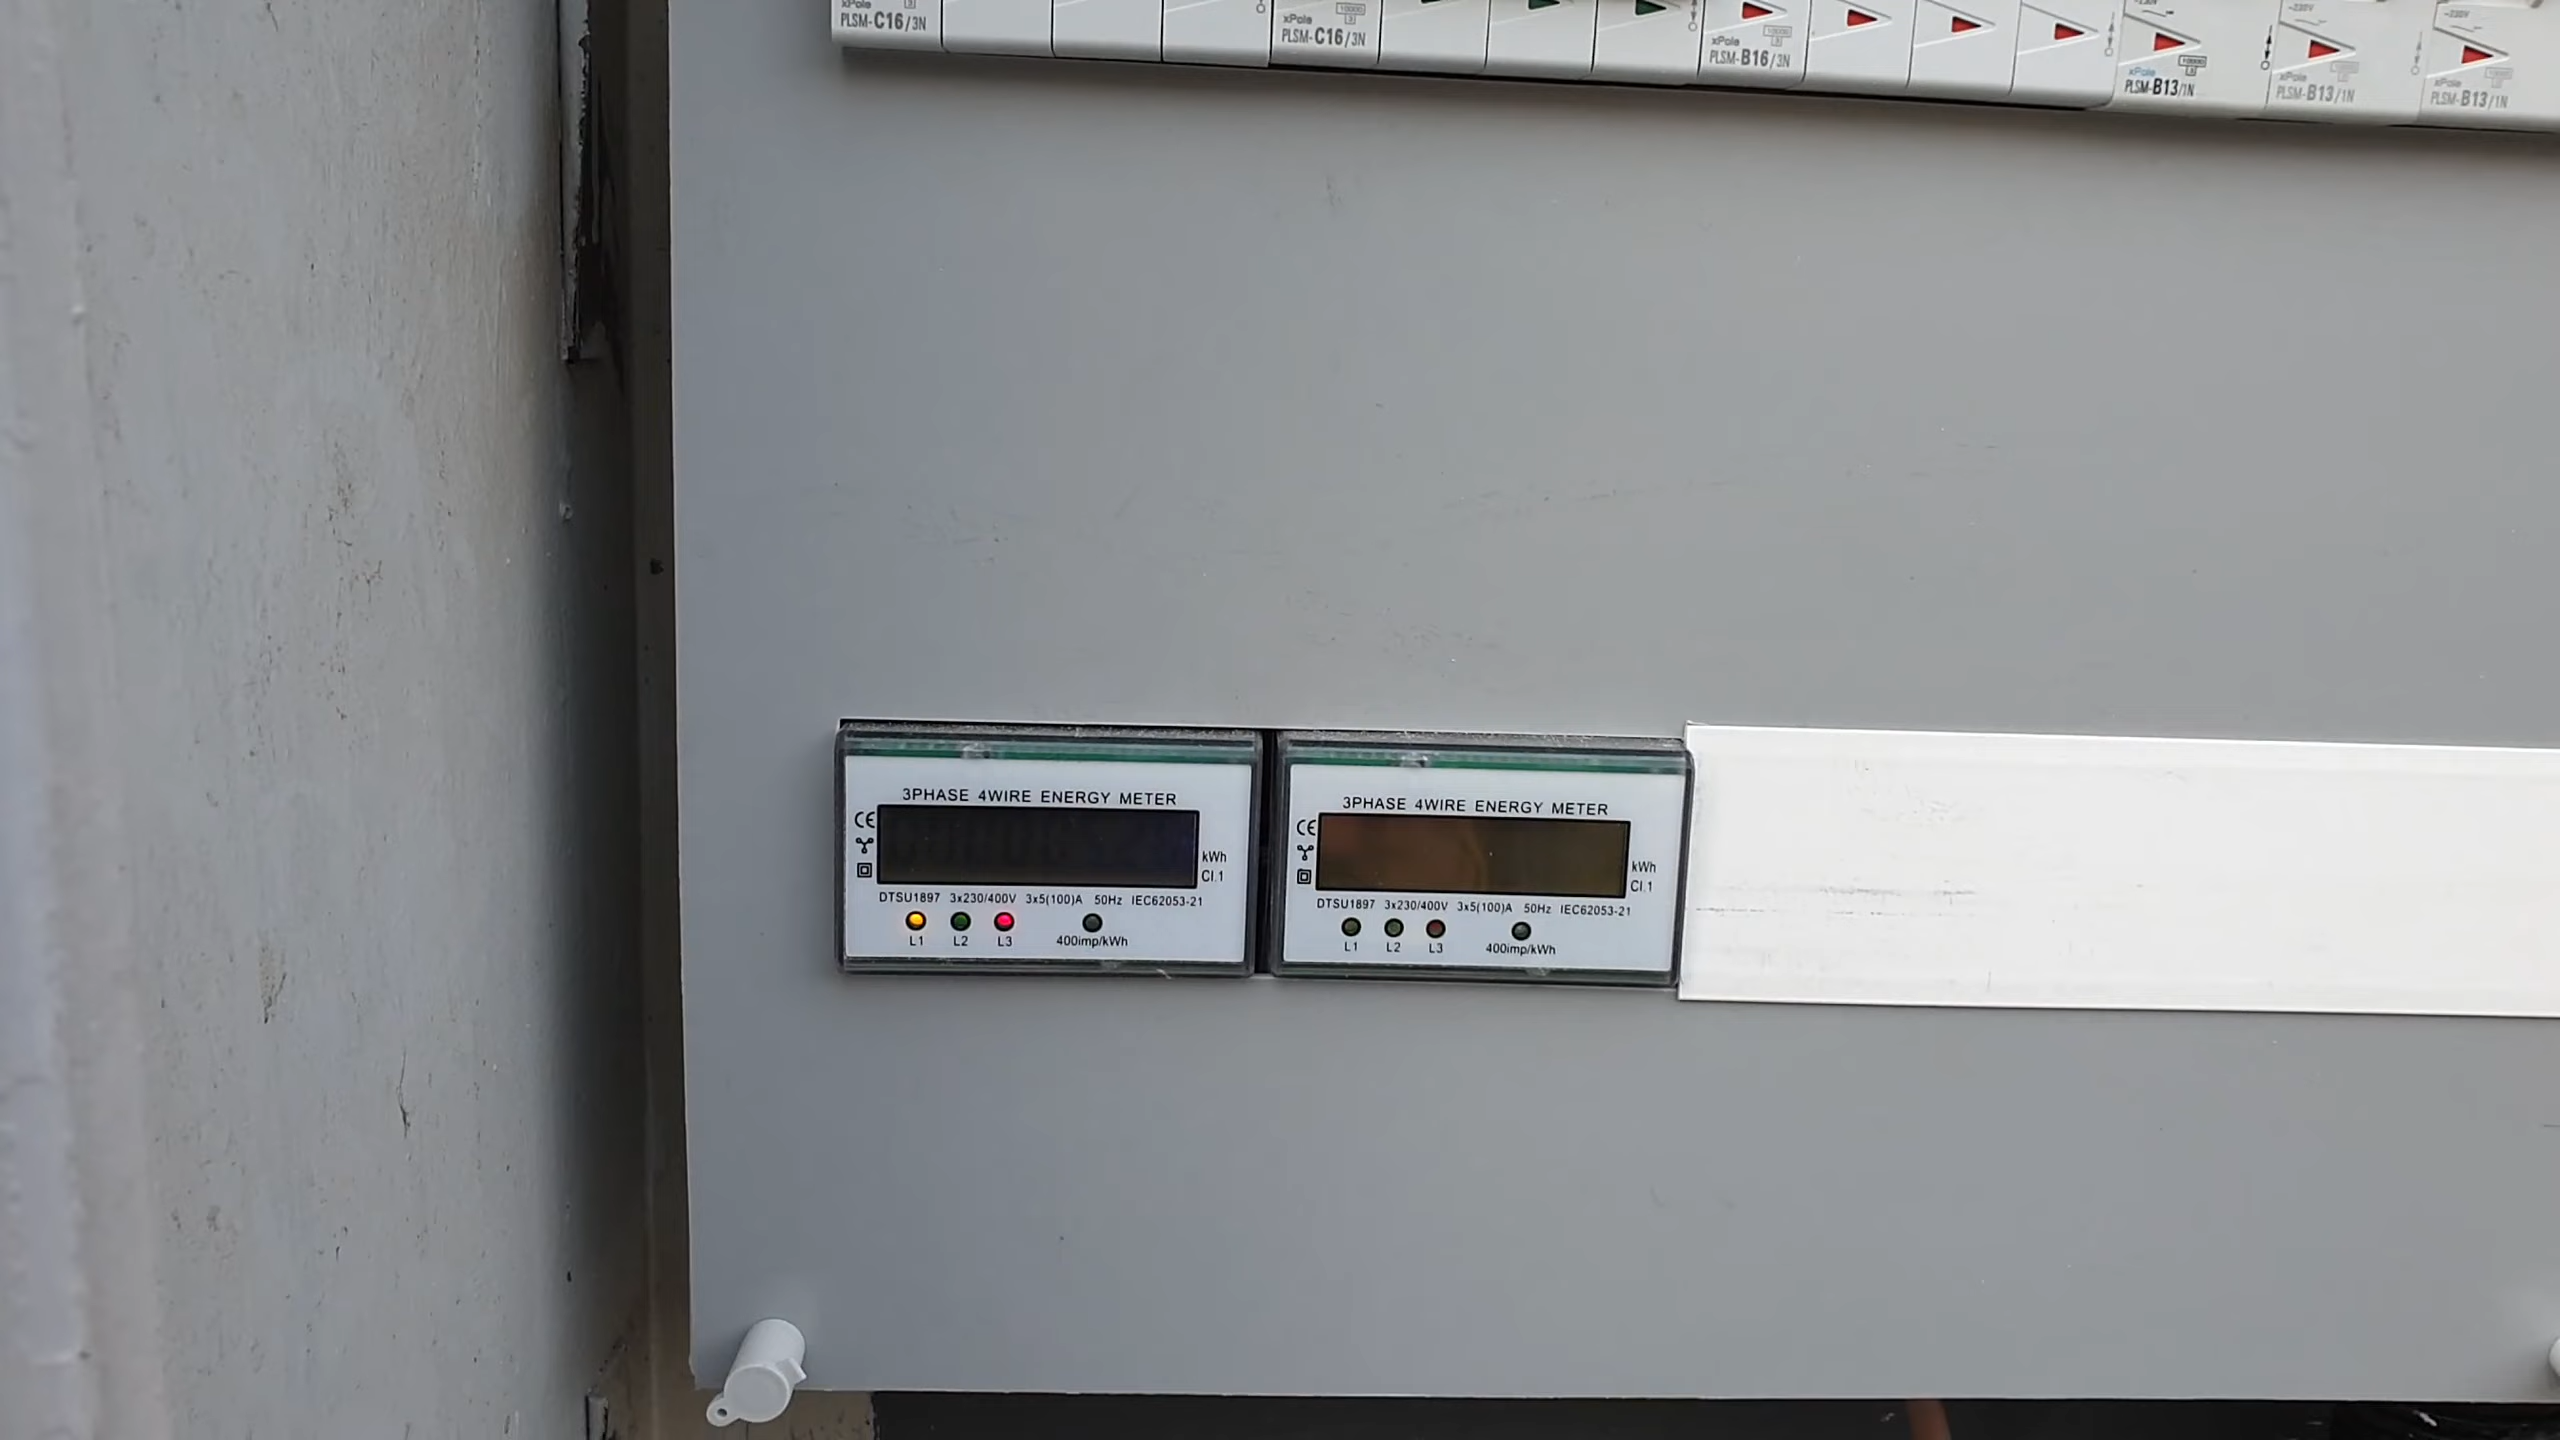 xPole
PLSM-C16/3N
xPole
PLSM-C16/3N
xPole
PLSM-B16/3N
xPole
PLSM-B13/1N
~230V
xPole
PLSM-B13/1N
~230V
xPole
PLSM-B13/1N
3PHASE 4WIRE ENERGY METER
CE
kWh
Cl.1
DTSU1897 3x230/400V 3x5(100)A 50Hz IEC62053-21
L1 L2 L3 400imp/kWh
3PHASE 4WIRE ENERGY METER
CE
kWh
Cl.1
DTSU1897 3x230/400V 3x5(100)A 50Hz IEC62053-21
L1 L2 L3 400imp/kWh